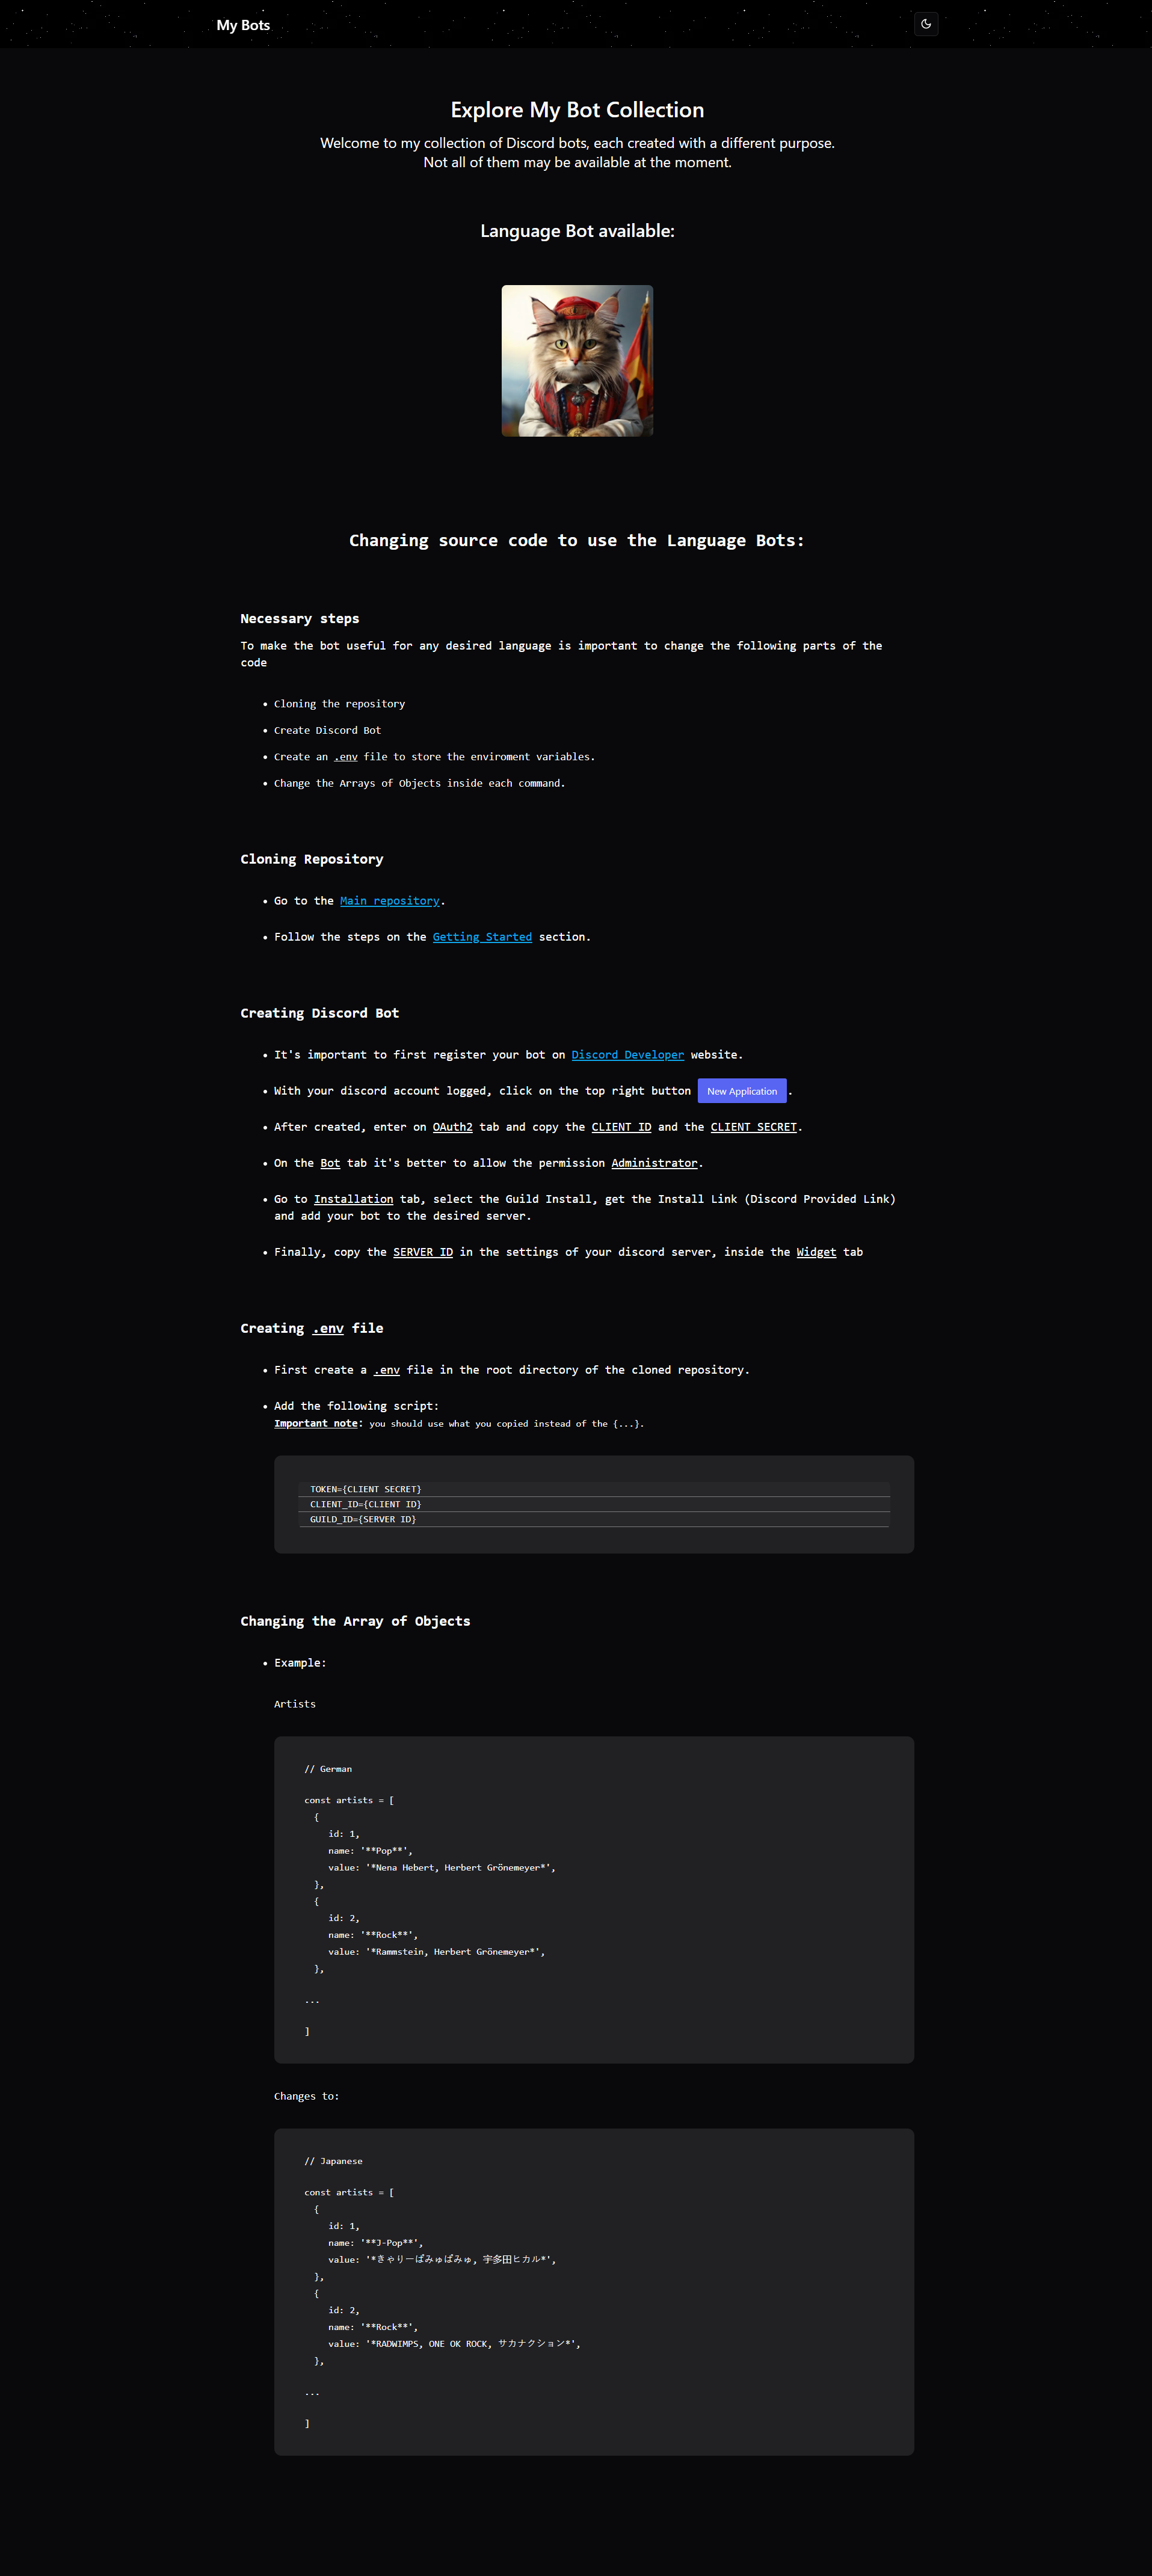 My Bots
Explore My Bot Collection
Welcome to my collection of Discord bots, each created with a different purpose.
Not all of them may be available at the moment.
Language Bot available:
Changing source code to use the Language Bots:
Necessary steps
To make the bot useful for any desired language is important to change the following parts of the
code
• Cloning the repository
• Create Discord Bot
• Create an .env file to store the enviroment variables.
• Change the Arrays of Objects inside each command.
Cloning Repository
• Go to the Main repository.
• Follow the steps on the Getting Started section.
Creating Discord Bot
• It's important to first register your bot on Discord Developer website.
• With your discord account logged, click on the top right button New Application .
• After created, enter on OAuth2 tab and copy the CLIENT ID and the CLIENT SECRET.
• On the Bot tab it's better to allow the permission Administrator.
• Go to Installation tab, select the Guild Install, get the Install Link (Discord Provided Link)
and add your bot to the desired server.
• Finally, copy the SERVER ID in the settings of your discord server, inside the Widget tab
Creating .env file
• First create a .env file in the root directory of the cloned repository.
• Add the following script:
Important note: you should use what you copied instead of the {...}.
TOKEN={CLIENT SECRET}
CLIENT_ID={CLIENT ID}
GUILD_ID={SERVER ID}
Changing the Array of Objects
• Example:
Artists
// German
const artists = [
{
id: 1,
name: '**Pop**',
value: '*Nena Hebert, Herbert Grönemeyer*',
},
{
id: 2,
name: '**Rock**',
value: '*Rammstein, Herbert Grönemeyer*',
},
...
]
Changes to:
// Japanese
const artists = [
{
id: 1,
name: '**J-Pop**',
value: '*きゃりーぱみゅぱみゅ, 宇多田ヒカル*',
},
{
id: 2,
name: '**Rock**',
value: '*RADWIMPS, ONE OK ROCK, サカナクション*',
},
...
]